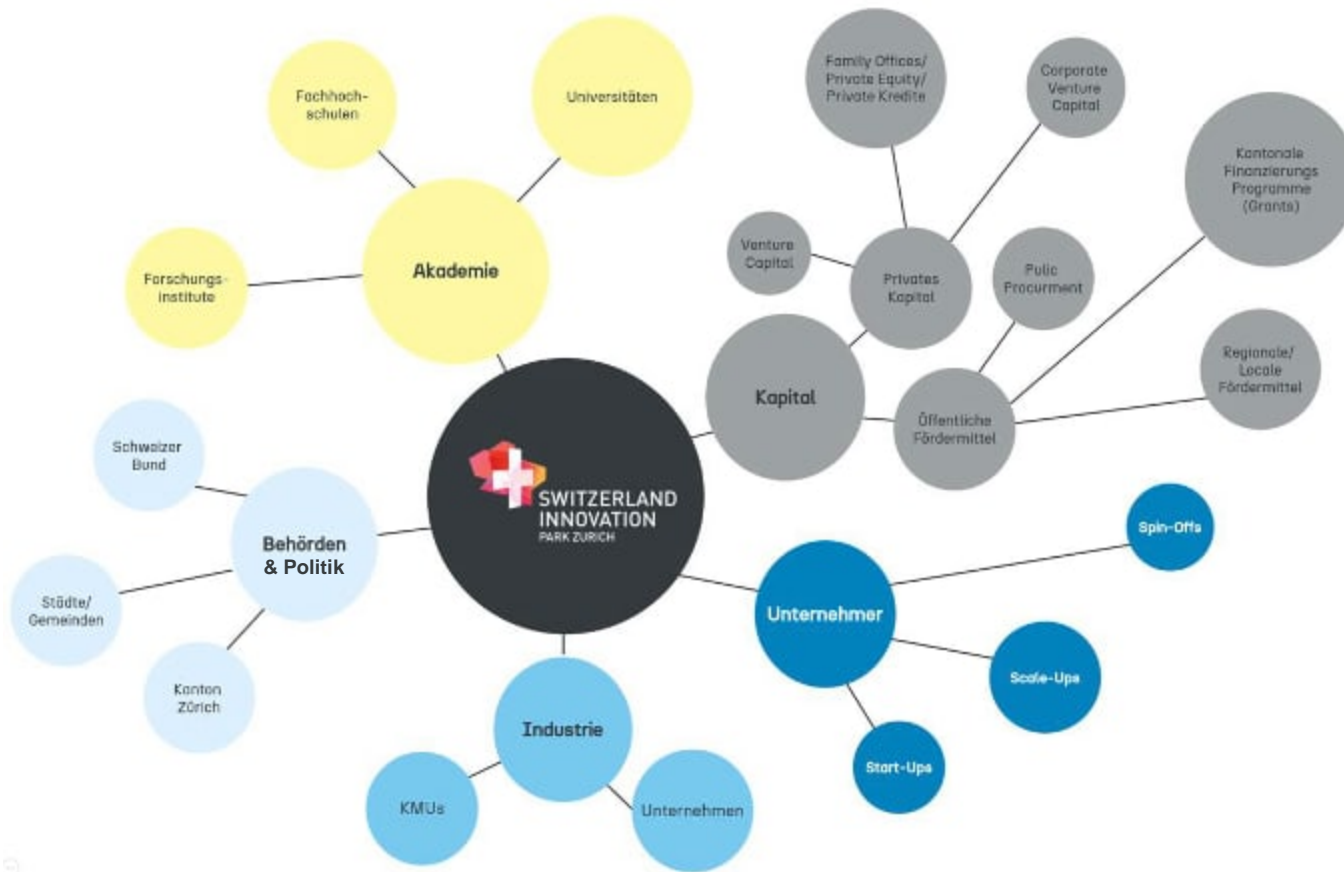 Fachhoch-
schulen
Universitäten
Forschungs-
institute
Akademie
Family Offices/
Private Equity/
Private Kredite
Corporate
Venture
Capital
Kantonale
Finanzierungs
Programme
(Grants)
Venture
Capital
Privates
Kapital
Pulic
Procurment
Kapital
Öffentliche
Fördermittel
Regionale/
Locale
Fördermittel
Schweizer
Bund
Behörden
& Politik
Städte/
Gemeinden
Kanton
Zürich
SWITZERLAND
INNOVATION
PARK ZURICH
Unternehmer
Spin-Offs
Scale-Ups
Start-Ups
Industrie
KMUs
Unternehmen